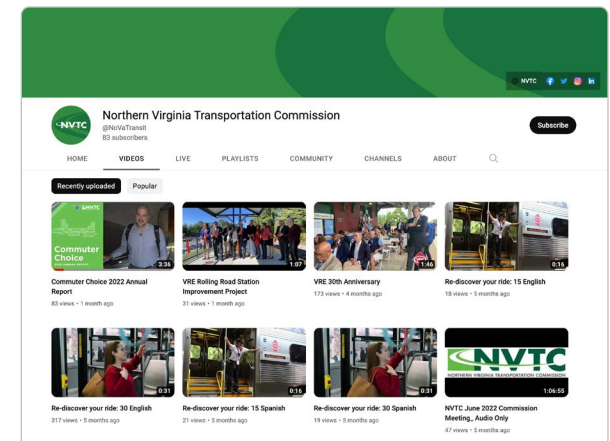 NVTC
NVTC
Northern Virginia Transportation Commission
@NoVaTransit
83 subscribers
Subscribe
HOME VIDEOS LIVE PLAYLISTS COMMUNITY CHANNELS ABOUT
Recently uploaded Popular
NVTC
Commuter
Choice
3:36
1:07
1:46
0:16
Commuter Choice 2022 Annual
Report
83 views • 1 month ago
VRE Rolling Road Station
Improvement Project
31 views • 1 month ago
VRE 30th Anniversary
173 views • 4 months ago
Re-discover your ride: 15 English
18 views • 5 months ago
0:31
0:16
0:31
NVTC
NORTHERN VIRGINIA TRANSPORTATION COMMISSION
1:06:55
Re-discover your ride: 30 English
317 views • 5 months ago
Re-discover your ride: 15 Spanish
21 views • 5 months ago
Re-discover your ride: 30 Spanish
19 views • 5 months ago
NVTC June 2022 Commission
Meeting_ Audio Only
47 views • 5 months ago